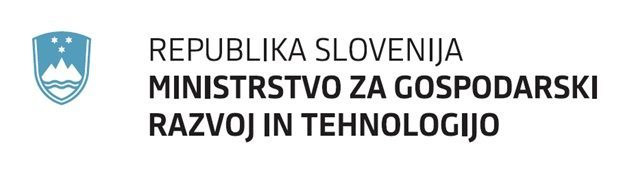 REPUBLIKA SLOVENIJA
MINISTRSTVO ZA GOSPODARSKI
RAZVOJ IN TEHNOLOGIJO